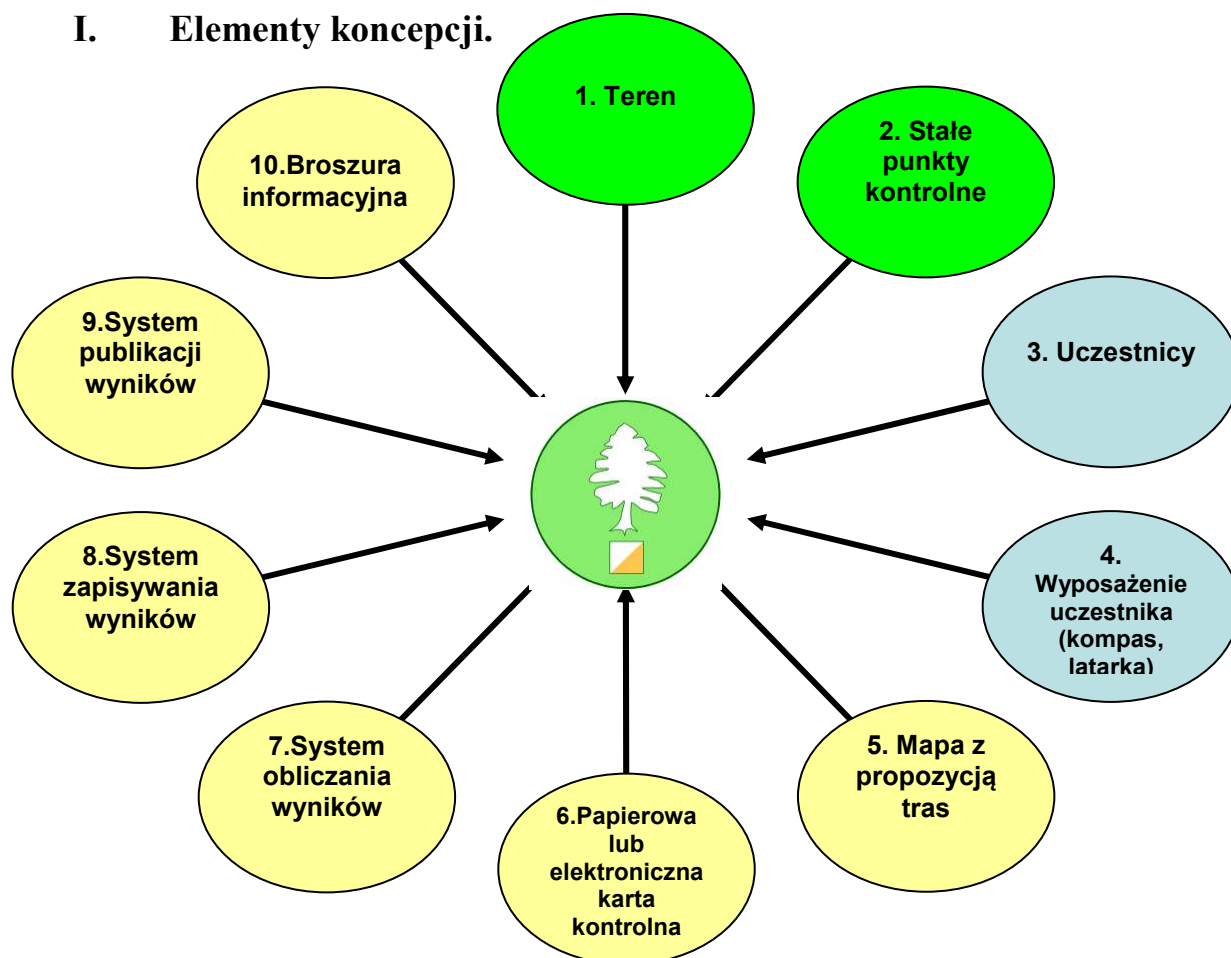 I. Elementy koncepcji.
1. Teren
2. Stałe
punkty
kontrolne
3. Uczestnicy
4.
Wyposażenie
uczestnika
(kompas,
latarka)
5. Mapa z
propozycją
tras
6.Papierowa
lub
elektroniczna
karta
kontrolna
7.System
obliczania
wyników
8.System
zapisywania
wyników
9.System
publikacji
wyników
10.Broszura
informacyjna